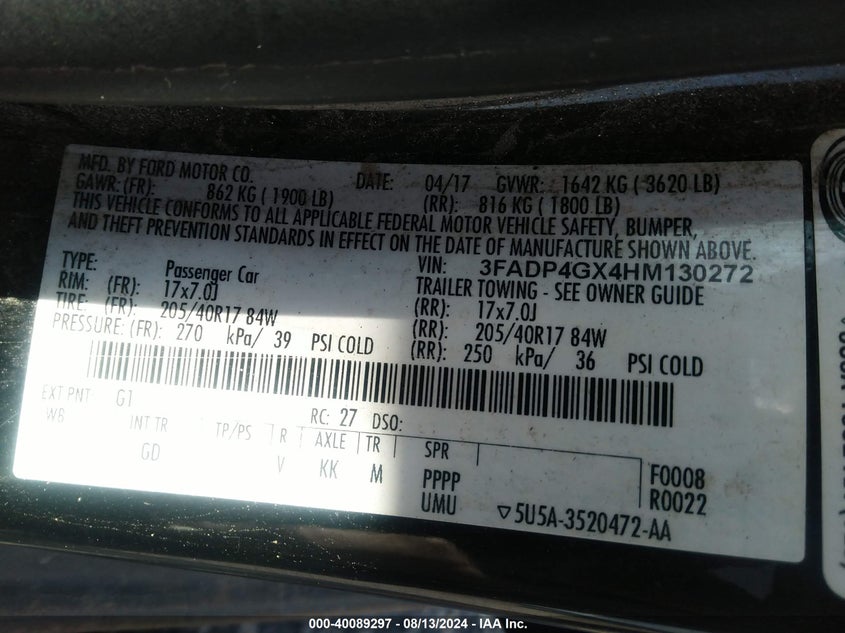 MFD. BY FORD MOTOR CO. DATE: 04/17 GVWR: 1642 KG ( 3620 LB)
GAWR: (FR): 862 KG ( 1900 LB) (RR): 816 KG ( 1800 LB)
THIS VEHICLE CONFORMS TO ALL APPLICABLE FEDERAL MOTOR VEHICLE SAFETY, BUMPER,
AND THEFT PREVENTION STANDARDS IN EFFECT ON THE DATE OF MANUFACTURE SHOWN ABOVE.
VIN: 3FADP4GX4HM130272
TYPE: Passenger Car TRAILER TOWING - SEE OWNER GUIDE
RIM: (FR): 17x7.0J (RR): 17x7.0J
TIRE: (FR): 205/40R17 84W (RR): 205/40R17 84W
PRESSURE: (FR): 270 kPa/ 39 PSI COLD (RR): 250 kPa/ 36 PSI COLD
EXT PNT: G1 RC: 27 DSO:
WB INT TR TP/PS R AXLE TR SPR
GD V KK M PPPP F0008
UMU R0022
5U5A-3520472-AA
000-40089297 - 08/13/2024 - IAA Inc.